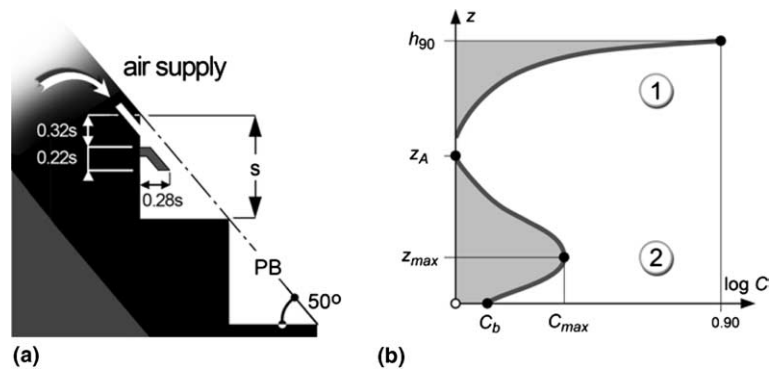 air supply
0.32s
0.22s
s
0.28s
PB
50°
(a)
z
h90
1
zA
zmax
2
log C
Cb
Cmax
0.90
(b)